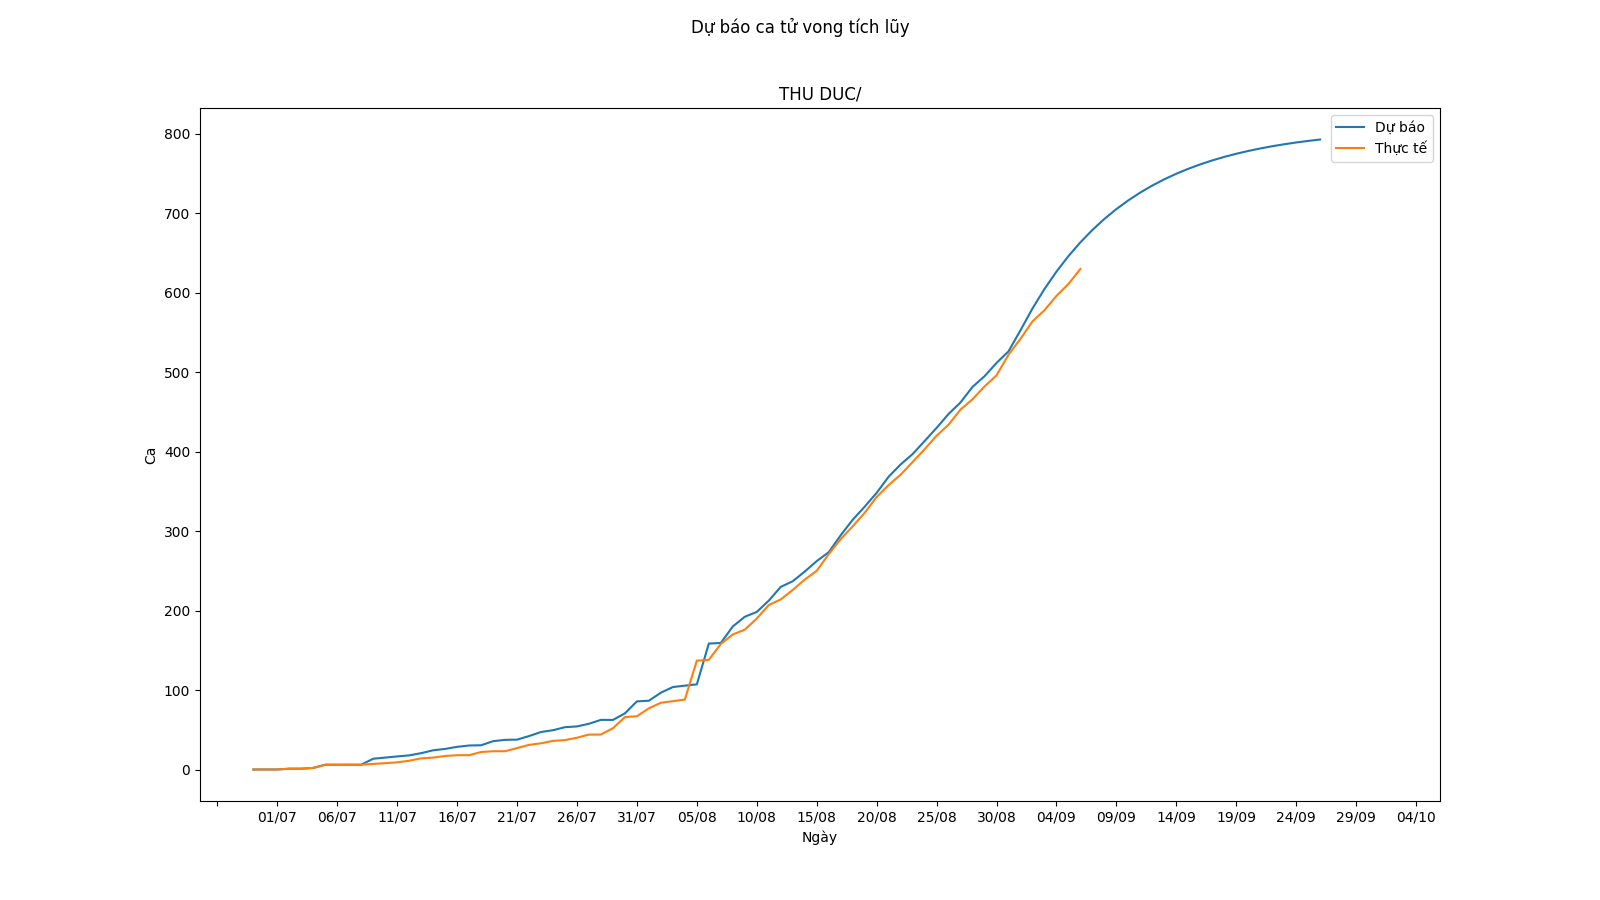 Dự báo ca tử vong tích lũy
THU DUC/
800
700
600
500
400
300
200
100
0
Ca
Dự báo
Thực tế
01/07 06/07 11/07 16/07 21/07 26/07 31/07 05/08 10/08 15/08 20/08 25/08 30/08 04/09 09/09 14/09 19/09 24/09 29/09 04/10
Ngày